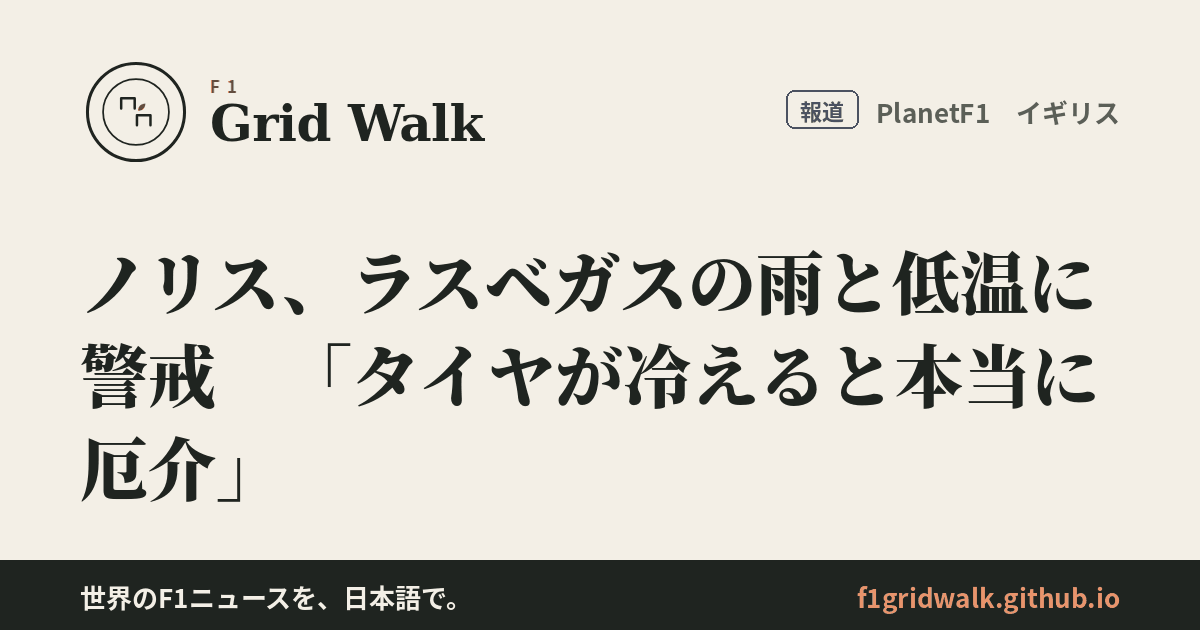 F1
Grid Walk
報道 PlanetF1 イギリス
ノリス、ラスベガスの雨と低温に
警戒 「タイヤが冷えると本当に
厄介」
世界のF1ニュースを、日本語で。
f1gridwalk.github.io